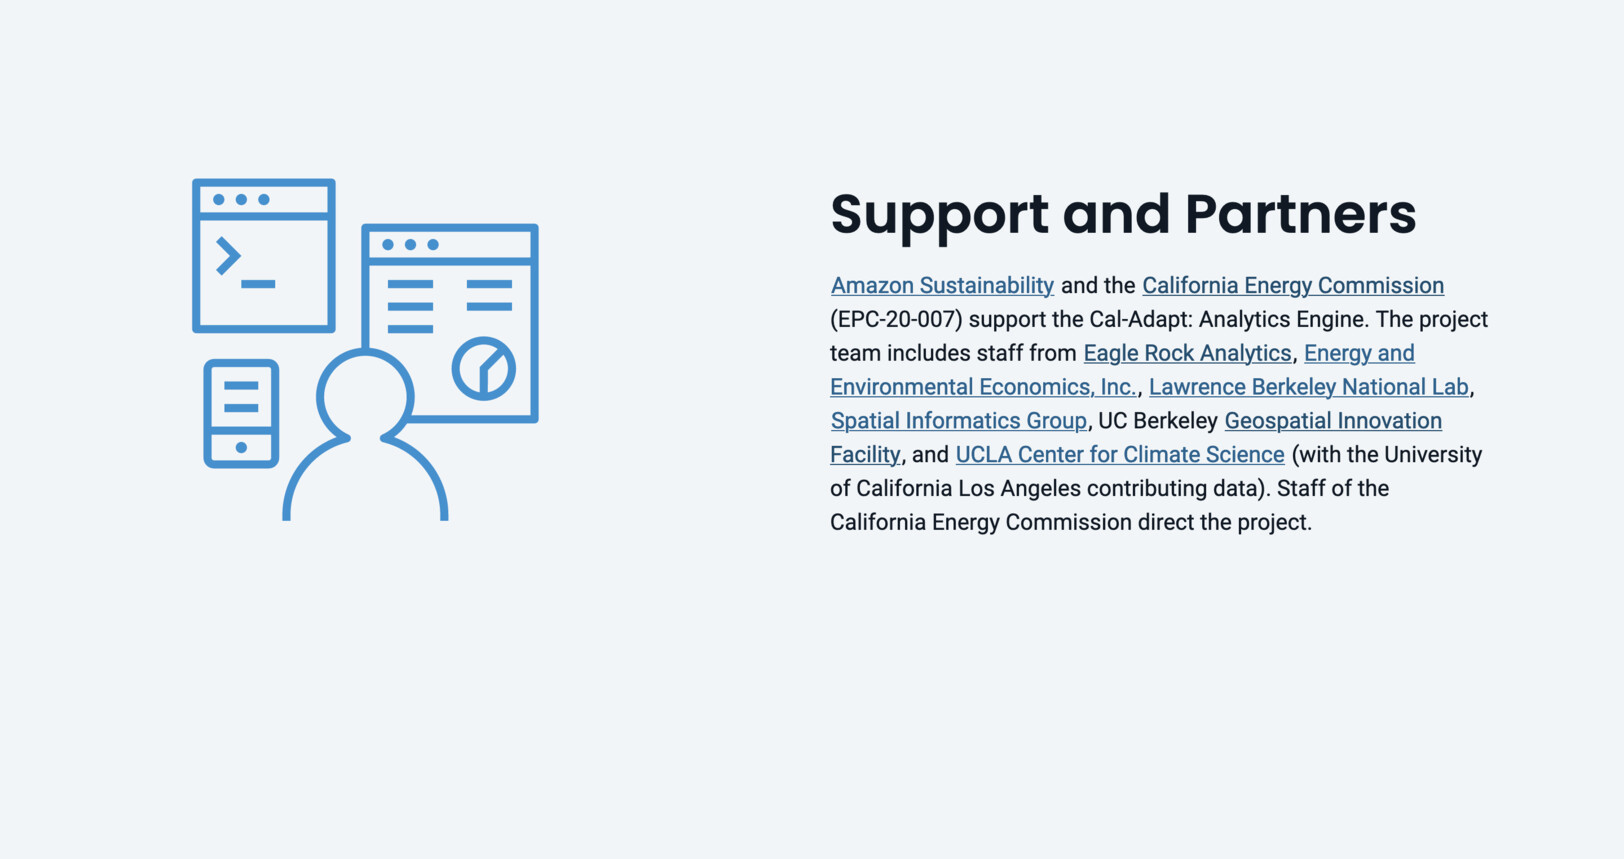 Support and Partners
Amazon Sustainability and the California Energy Commission
(EPC-20-007) support the Cal-Adapt: Analytics Engine. The project
team includes staff from Eagle Rock Analytics, Energy and
Environmental Economics, Inc., Lawrence Berkeley National Lab,
Spatial Informatics Group, UC Berkeley Geospatial Innovation
Facility, and UCLA Center for Climate Science (with the University
of California Los Angeles contributing data). Staff of the
California Energy Commission direct the project.